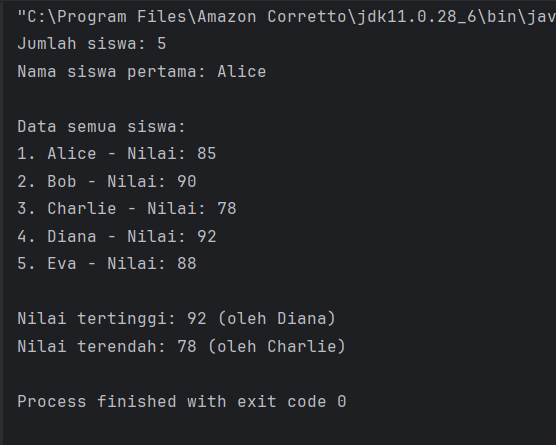 "C:\Program Files\Amazon Corretto\jdk11.0.28_6\bin\jav
Jumlah siswa: 5
Nama siswa pertama: Alice
Data semua siswa:
1. Alice - Nilai: 85
2. Bob - Nilai: 90
3. Charlie - Nilai: 78
4. Diana - Nilai: 92
5. Eva - Nilai: 88
Nilai tertinggi: 92 (oleh Diana)
Nilai terendah: 78 (oleh Charlie)
Process finished with exit code 0